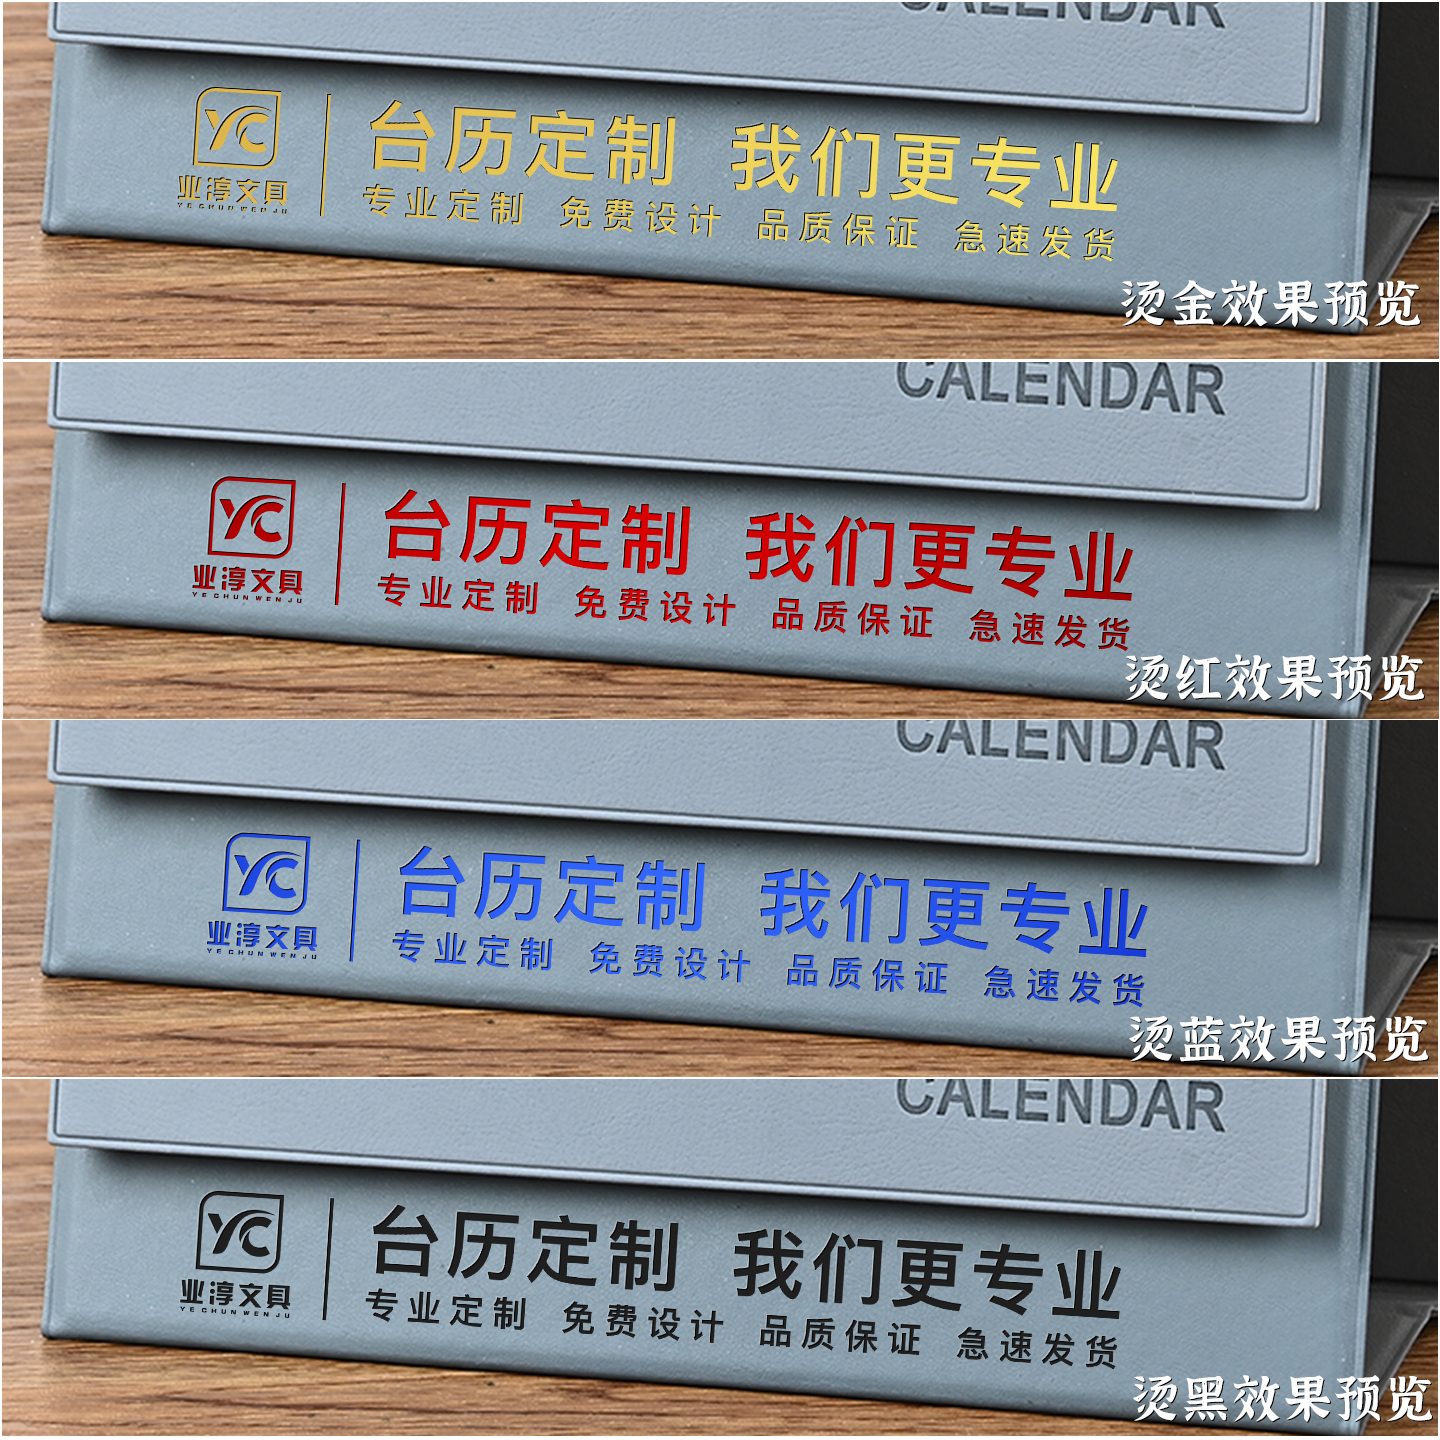 CALENDAR
YC
业淳文具
YE CHUN WEN JU
台历定制 我们更专业
专业定制 免费设计 品质保证 急速发货
烫金效果预览
CALENDAR
YC
业淳文具
YE CHUN WEN JU
台历定制 我们更专业
专业定制 免费设计 品质保证 急速发货
烫红效果预览
CALENDAR
YC
业淳文具
YE CHUN WEN JU
台历定制 我们更专业
专业定制 免费设计 品质保证 急速发货
烫蓝效果预览
CALENDAR
YC
业淳文具
YE CHUN WEN JU
台历定制 我们更专业
专业定制 免费设计 品质保证 急速发货
烫黑效果预览